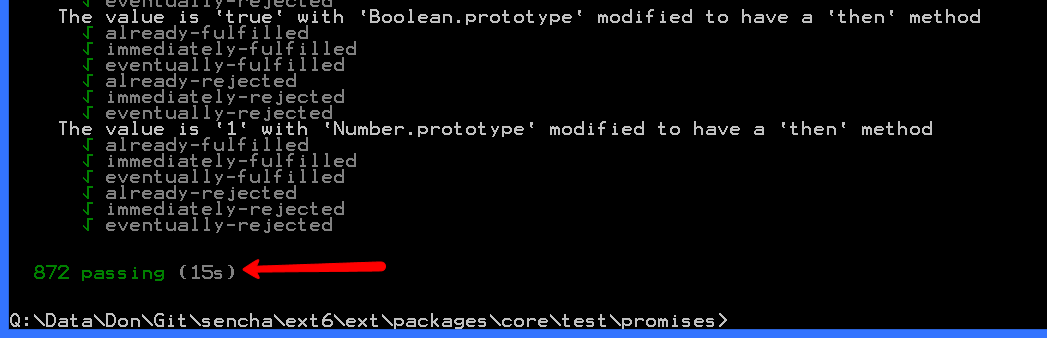 eventually-rejected
The value is 'true' with 'Boolean.prototype' modified to have a 'then' method
√ already-fulfilled
√ immediately-fulfilled
√ eventually-fulfilled
√ already-rejected
√ immediately-rejected
√ eventually-rejected
The value is '1' with 'Number.prototype' modified to have a 'then' method
√ already-fulfilled
√ immediately-fulfilled
√ eventually-fulfilled
√ already-rejected
√ immediately-rejected
√ eventually-rejected
872 passing (15s)
Q:\Data\Don\Git\sencha\ext6\ext\packages\core\test\promises>